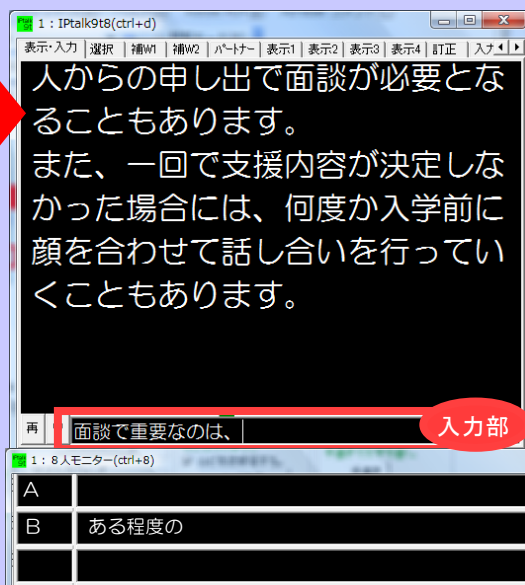 1：IPtalk9t8(ctrl+d)
表示・入力 選択 補W1 補W2 パートナー 表示1 表示2 表示3 表示4 訂正 入ナ
人からの申し出で面談が必要とな
ることもあります。
また、一回で支援内容が決定しな
かった場合には、何度か入学前に
顔を合わせて話し合いを行ってい
くこともあります。
再
面談で重要なのは、
入力部
1：8人モニター(ctrl+8)
A
B ある程度の